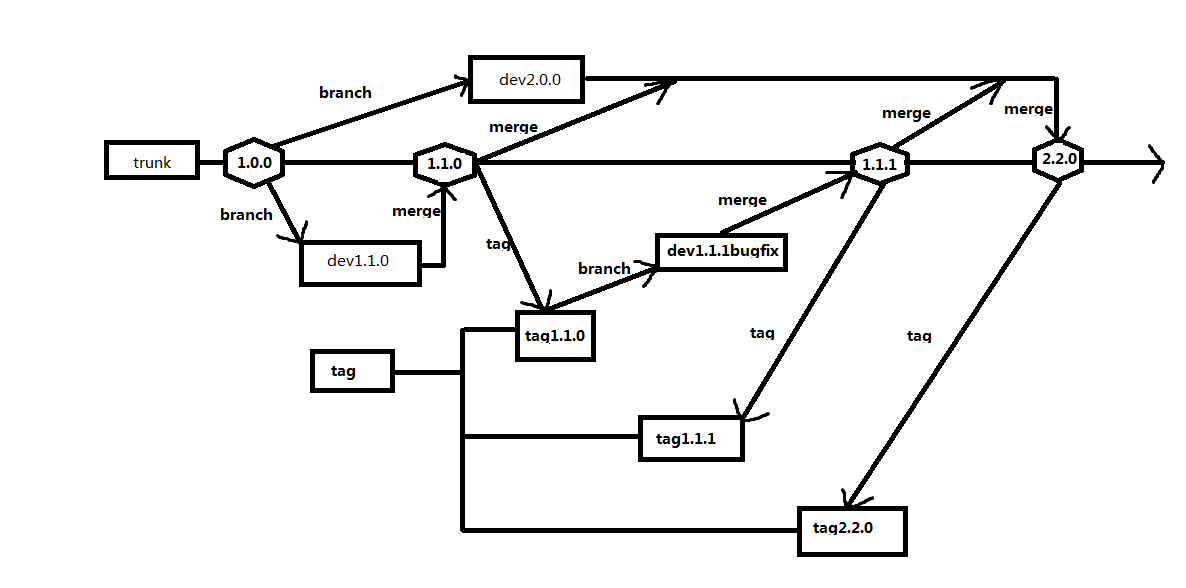 dev2.0.0
branch
merge
merge
merge
trunk
1.0.0
1.1.0
1.1.1
2.2.0
branch
merge
merge
tag
dev1.1.0
branch
dev1.1.1bugfix
tag1.1.0
tag
tag
tag
tag1.1.1
tag2.2.0